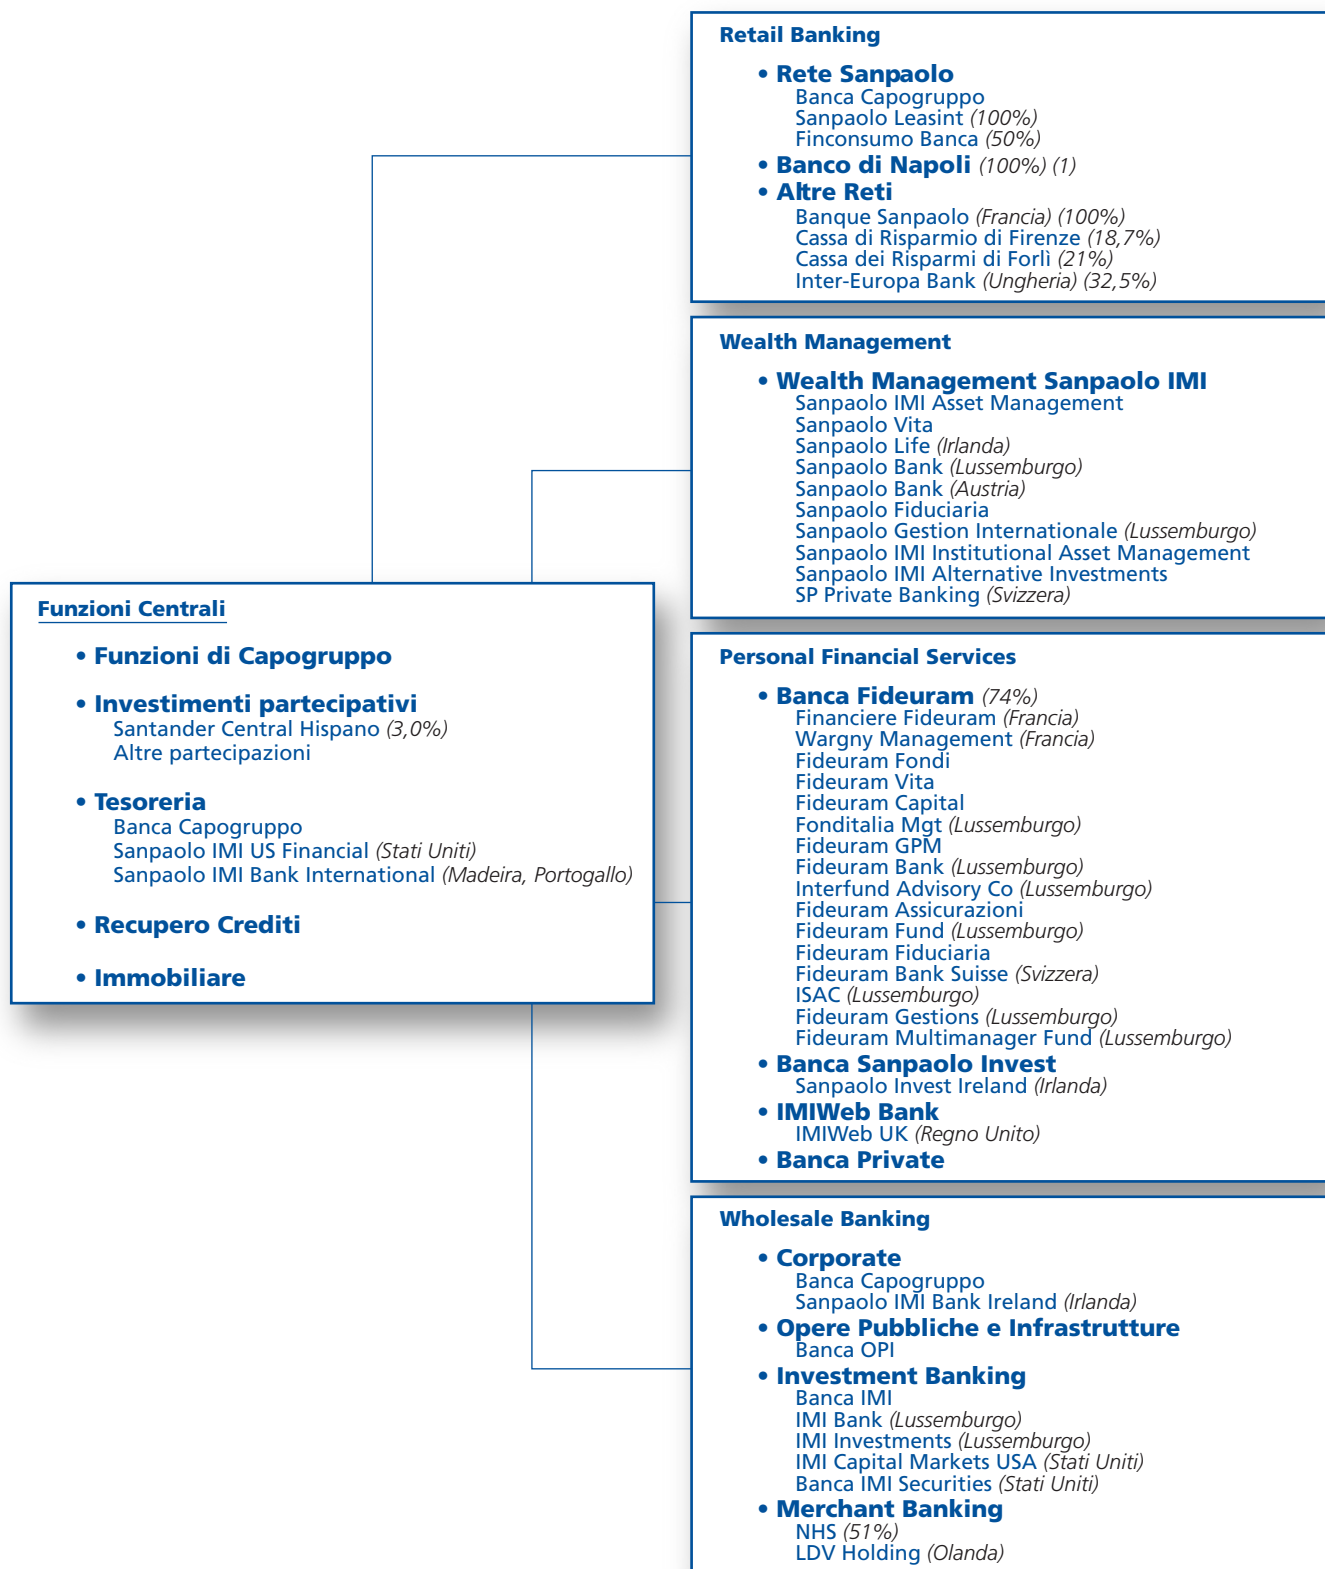 Retail Banking
• Rete Sanpaolo
Banca Capogruppo
Sanpaolo Leasint (100%)
Finconsumo Banca (50%)
• Banco di Napoli (100%) (1)
• Altre Reti
Banque Sanpaolo (Francia) (100%)
Cassa di Risparmio di Firenze (18,7%)
Cassa dei Risparmi di Forlì (21%)
Inter-Europa Bank (Ungheria) (32,5%)
Wealth Management
• Wealth Management Sanpaolo IMI
Sanpaolo IMI Asset Management
Sanpaolo Vita
Sanpaolo Life (Irlanda)
Sanpaolo Bank (Lussemburgo)
Sanpaolo Bank (Austria)
Sanpaolo Fiduciaria
Sanpaolo Gestion Internationale (Lussemburgo)
Sanpaolo IMI Institutional Asset Management
Sanpaolo IMI Alternative Investments
SP Private Banking (Svizzera)
Funzioni Centrali
• Funzioni di Capogruppo
• Investimenti partecipativi
Santander Central Hispano (3,0%)
Altre partecipazioni
• Tesoreria
Banca Capogruppo
Sanpaolo IMI US Financial (Stati Uniti)
Sanpaolo IMI Bank International (Madeira, Portogallo)
• Recupero Crediti
• Immobiliare
Personal Financial Services
• Banca Fideuram (74%)
Financiere Fideuram (Francia)
Wargny Management (Francia)
Fideuram Fondi
Fideuram Vita
Fideuram Capital
Fonditalia Mgt (Lussemburgo)
Fideuram GPM
Fideuram Bank (Lussemburgo)
Interfund Advisory Co (Lussemburgo)
Fideuram Assicurazioni
Fideuram Fund (Lussemburgo)
Fideuram Fiduciaria
Fideuram Bank Suisse (Svizzera)
ISAC (Lussemburgo)
Fideuram Gestions (Lussemburgo)
Fideuram Multimanager Fund (Lussemburgo)
• Banca Sanpaolo Invest
Sanpaolo Invest Ireland (Irlanda)
• IMIWeb Bank
IMIWeb UK (Regno Unito)
• Banca Private
Wholesale Banking
• Corporate
Banca Capogruppo
Sanpaolo IMI Bank Ireland (Irlanda)
• Opere Pubbliche e Infrastrutture
Banca OPI
• Investment Banking
Banca IMI
IMI Bank (Lussemburgo)
IMI Investments (Lussemburgo)
IMI Capital Markets USA (Stati Uniti)
Banca IMI Securities (Stati Uniti)
• Merchant Banking
NHS (51%)
LDV Holding (Olanda)